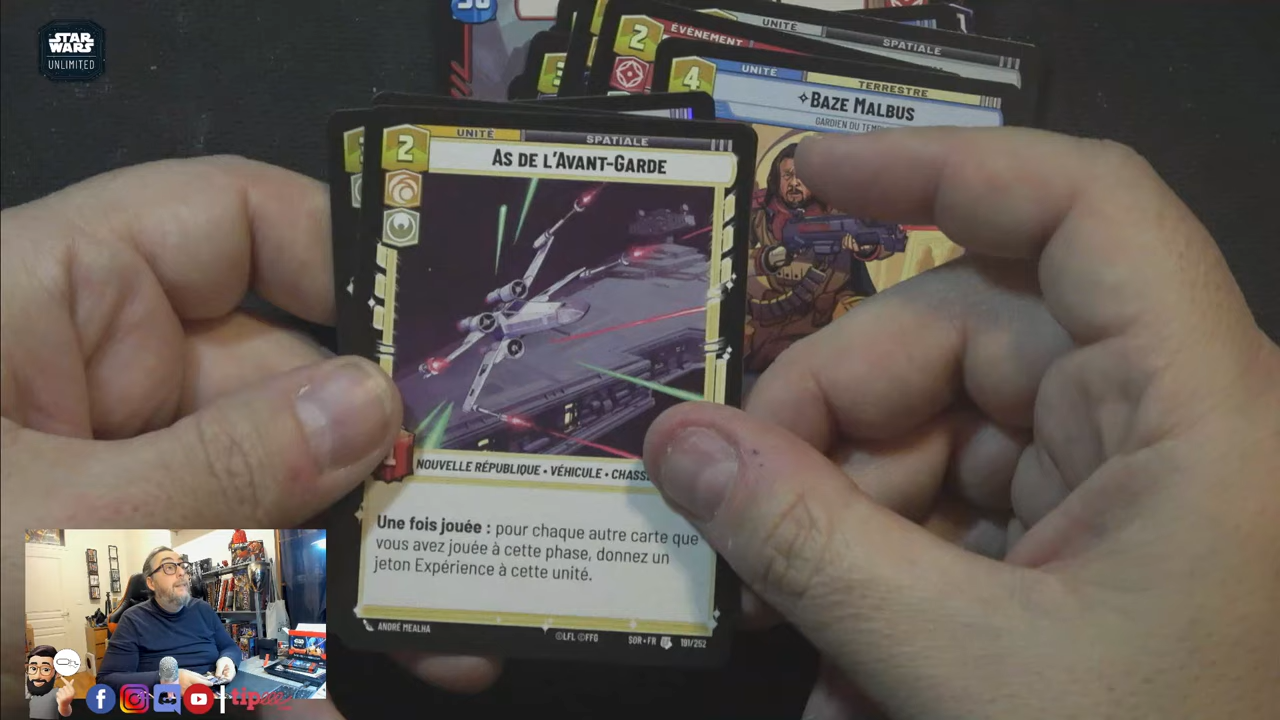 STAR
WARS
UNLIMITED
UNITÉ
SPATIALE
2
ÉVÉNEMENT
4
UNITÉ
TERRESTRE
BAZE MALBUS
GARDIEN DU
2
UNITÉ
SPATIALE
AS DE L'AVANT-GARDE
NOUVELLE RÉPUBLIQUE • VÉHICULE •
Une fois jouée : pour chaque autre carte que
vous avez jouée à cette phase, donnez un
jeton Expérience à cette unité.
ANDRÉ MEALHA
©LFL ©FFG
SOR • FR
191/252